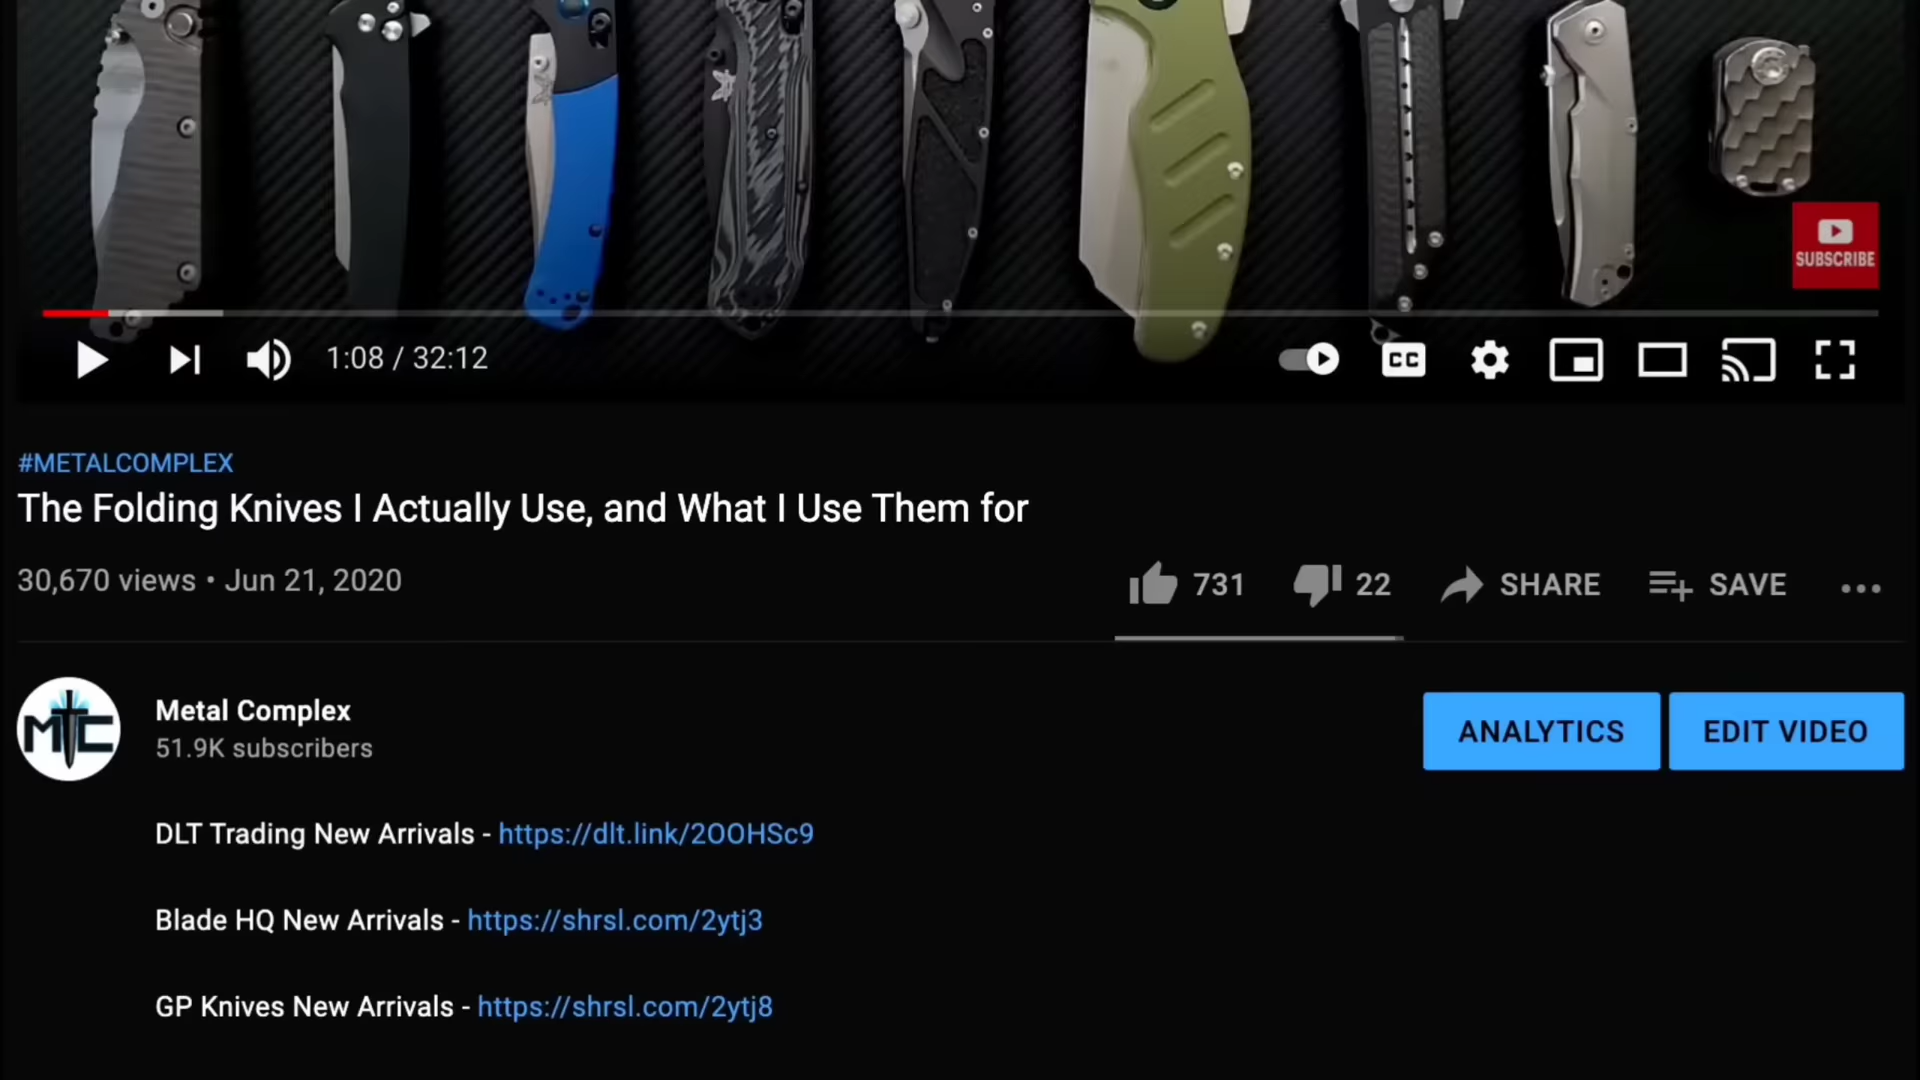 SUBSCRIBE
1:08 / 32:12
CC
#METALCOMPLEX
The Folding Knives I Actually Use, and What I Use Them for
30,670 views • Jun 21, 2020
731 22 SHARE SAVE
MTC
Metal Complex
51.9K subscribers
ANALYTICS EDIT VIDEO
DLT Trading New Arrivals - https://dlt.link/2OOHSc9
Blade HQ New Arrivals - https://shrsl.com/2ytj3
GP Knives New Arrivals - https://shrsl.com/2ytj8